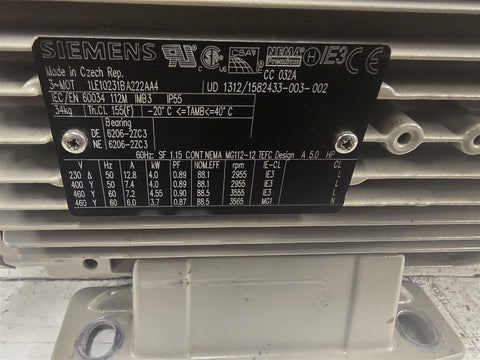 SIEMENS UR CSA NEMA Premium IE3
Made in Czech Rep. CC 032A
3~MOT 1LE10231BA222AA4 UD 1312/1582433-003-002
IEC/EN 60034 112M IMB3 IP55
34kg Th.Cl. 155(F) -20°C <=TAMB<=40°C
Bearing
DE 6206-2ZC3
NE 6206-2ZC3
60Hz: SF 1.15 CONT NEMA MG112-12 TEFC Design A 5.0 HP
V Hz A kW PF NOM.EFF rpm IE-CL CL
230 Δ 50 12.8 4.0 0.89 88.1 2955 IE3 L
400 Y 50 7.4 4.0 0.89 88.1 2955 IE3 L
460 Y 60 7.2 4.55 0.90 88.5 3555 IE3 L
460 Y 60 6.0 3.7 0.87 88.5 3565 MG1 N